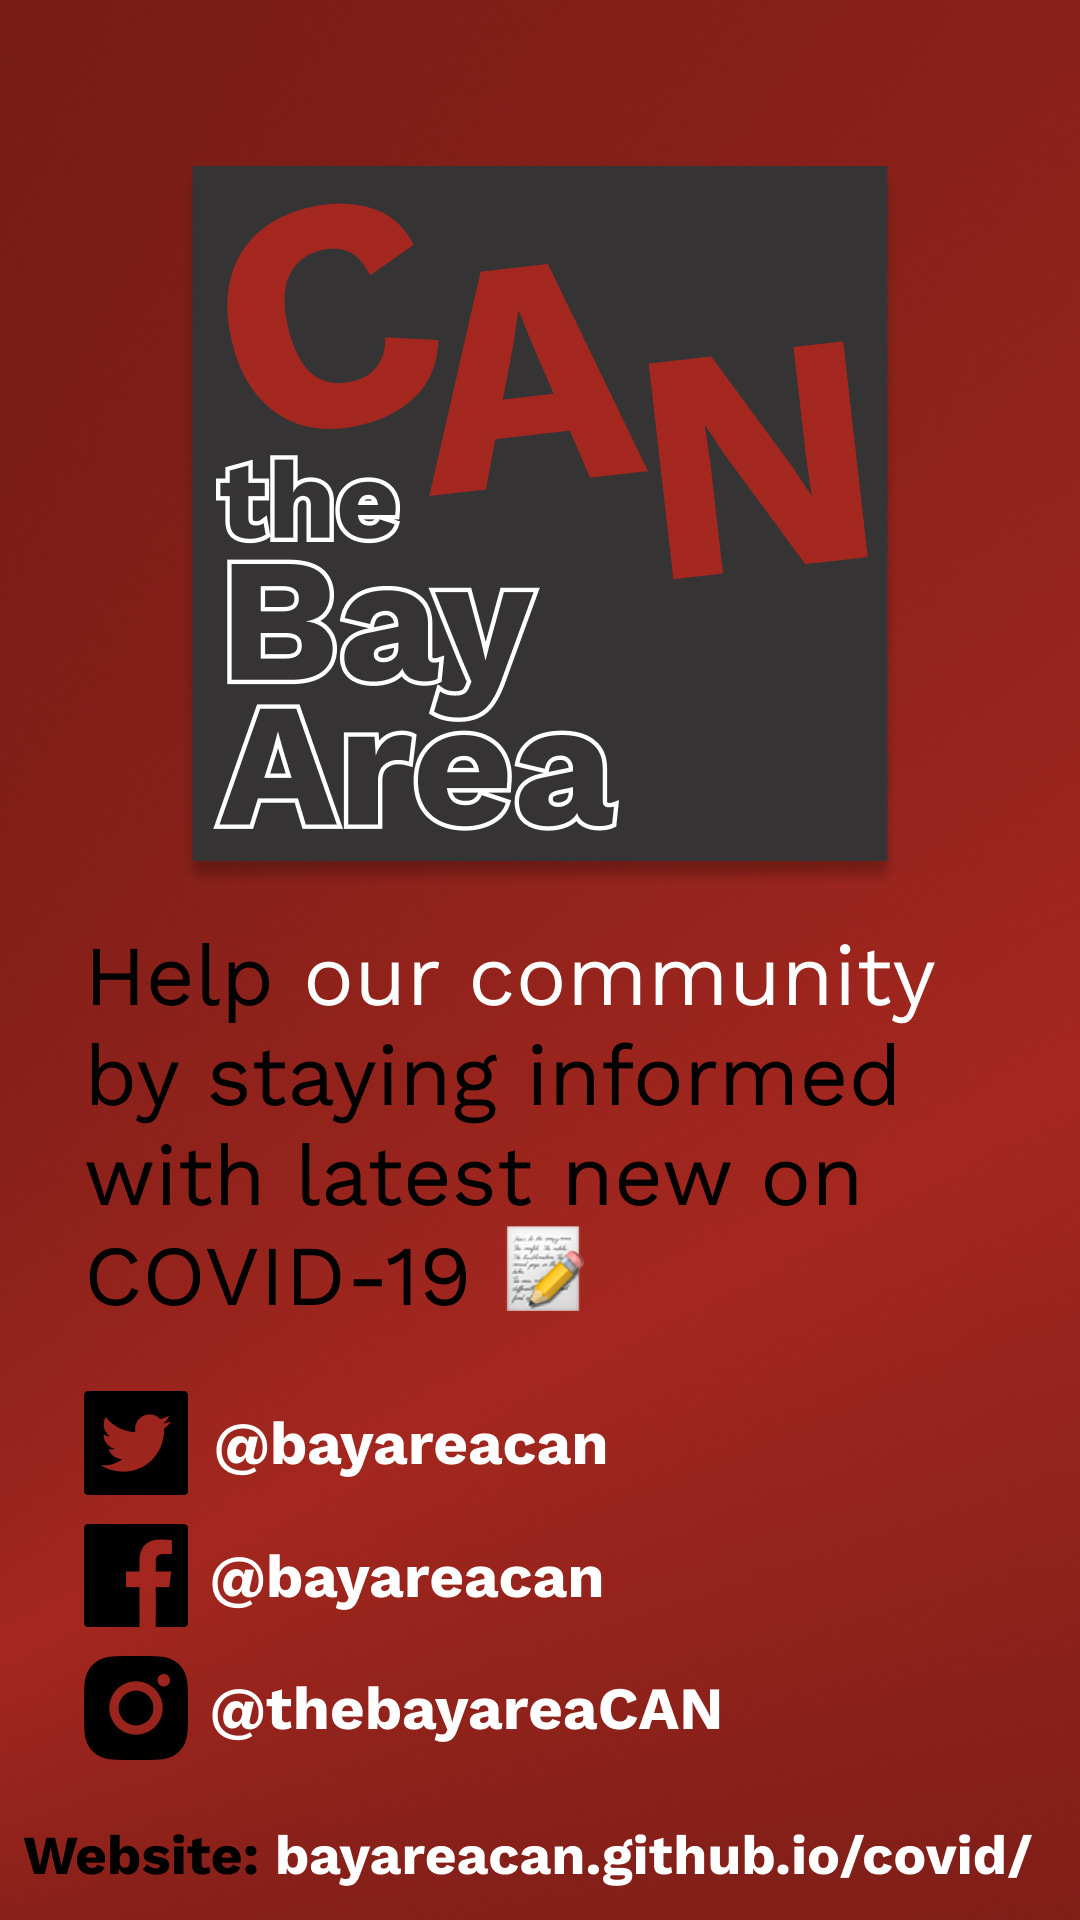 CAN
the
Bay
Area
Help our community
by staying informed
with latest new on
COVID-19 📝
@bayareacan
@bayareacan
@thebayareaCAN
Website: bayareacan.github.io/covid/